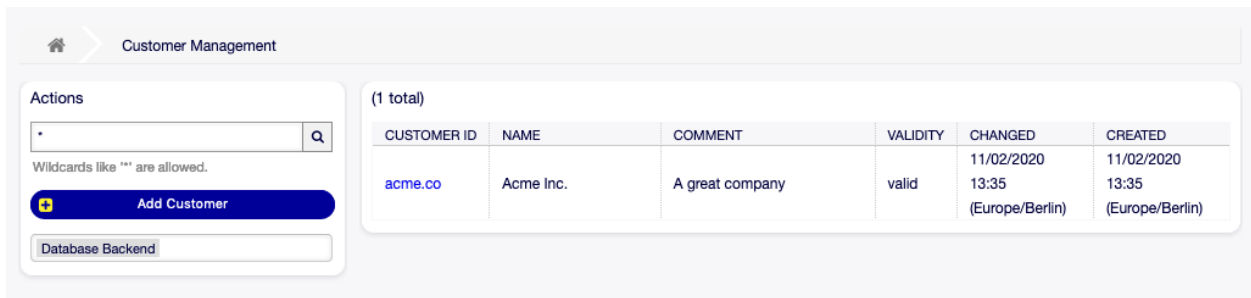 Customer Management
Actions
*
Wildcards like '*' are allowed.
Add Customer
Database Backend
(1 total)
CUSTOMER ID NAME COMMENT VALIDITY CHANGED CREATED
acme.co Acme Inc. A great company valid 11/02/2020 13:35 (Europe/Berlin) 11/02/2020 13:35 (Europe/Berlin)